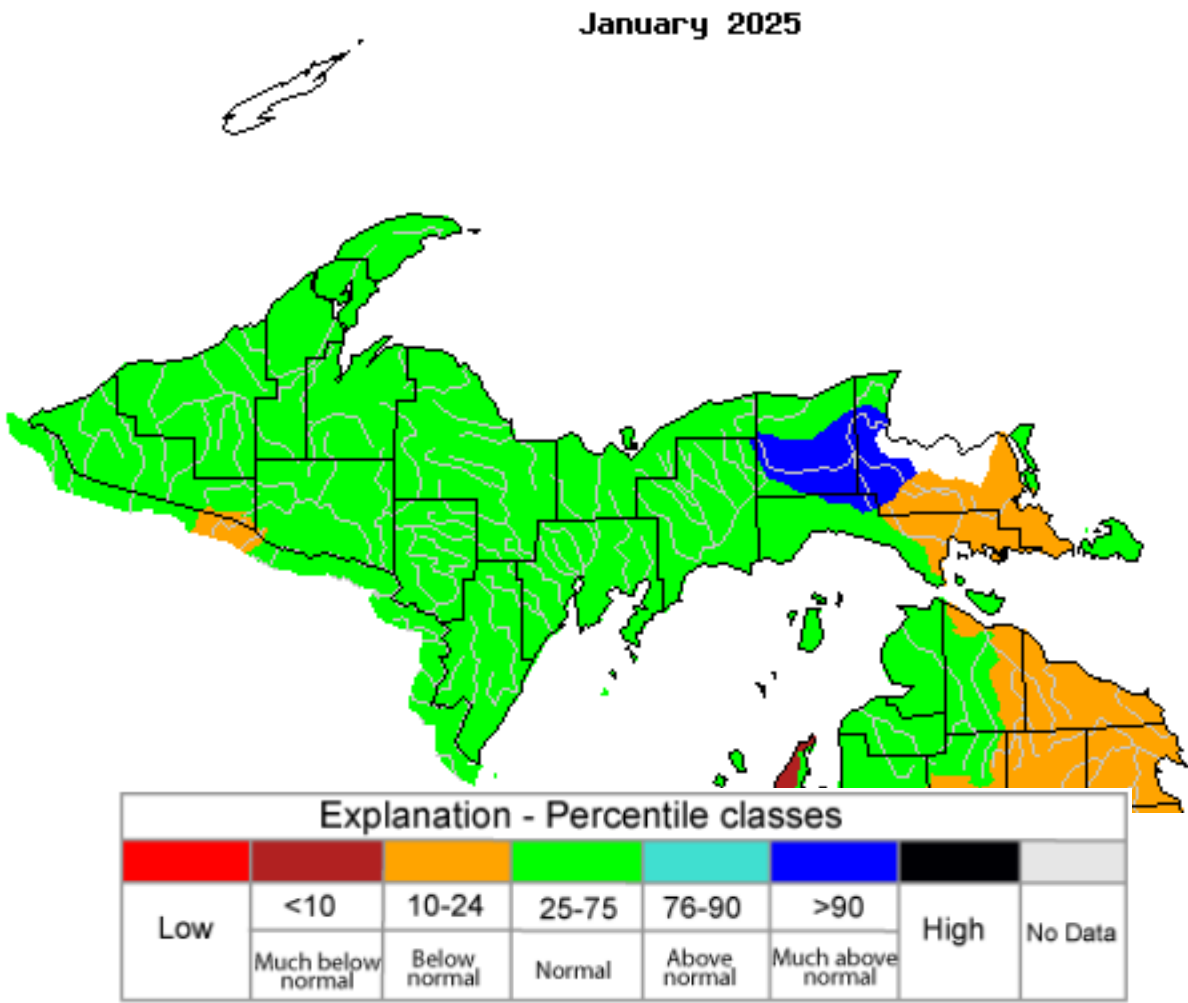 January 2025
Explanation - Percentile classes
Low
<10
10-24
25-75
76-90
>90
High
No Data
Much below
normal
Below
normal
Normal
Above
normal
Much above
normal